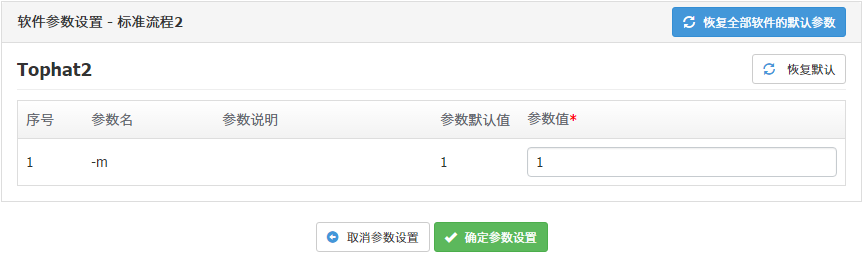 软件参数设置 - 标准流程2
恢复全部软件的默认参数
Tophat2
恢复默认
序号 参数名 参数说明 参数默认值 参数值*
1 -m 1 1
取消参数设置 确定参数设置